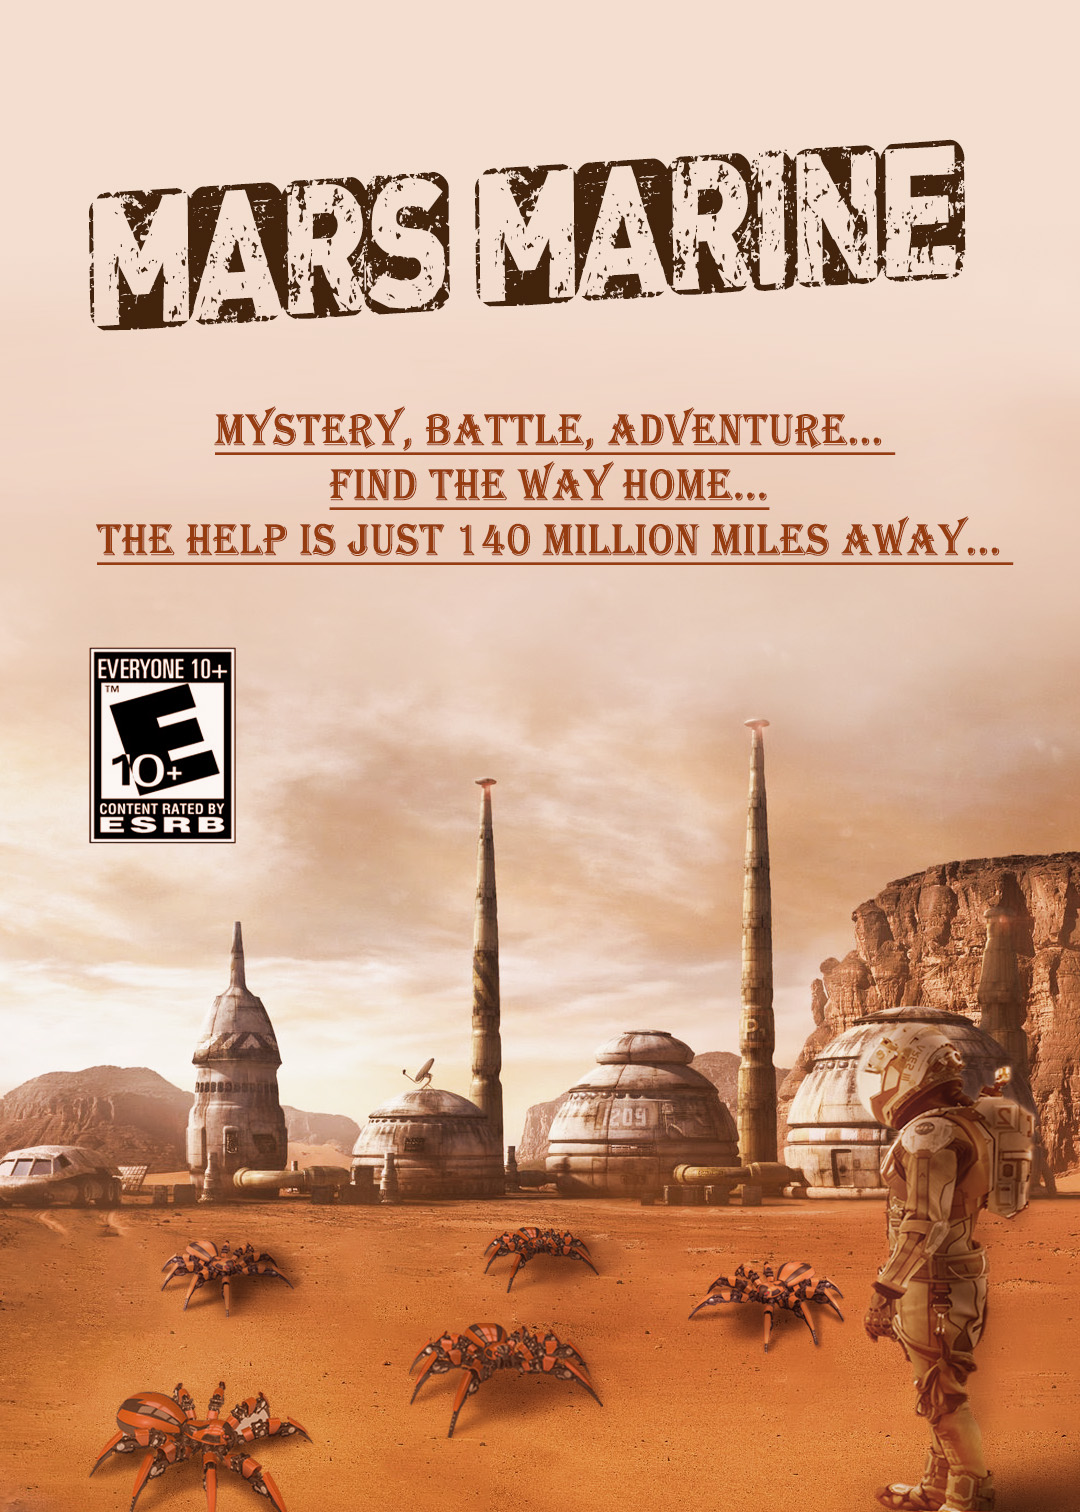 MARS MARINE
MYSTERY, BATTLE, ADVENTURE...
FIND THE WAY HOME...
THE HELP IS JUST 140 MILLION MILES AWAY...
EVERYONE 10+
TM
E
10+
CONTENT RATED BY
ESRB
209